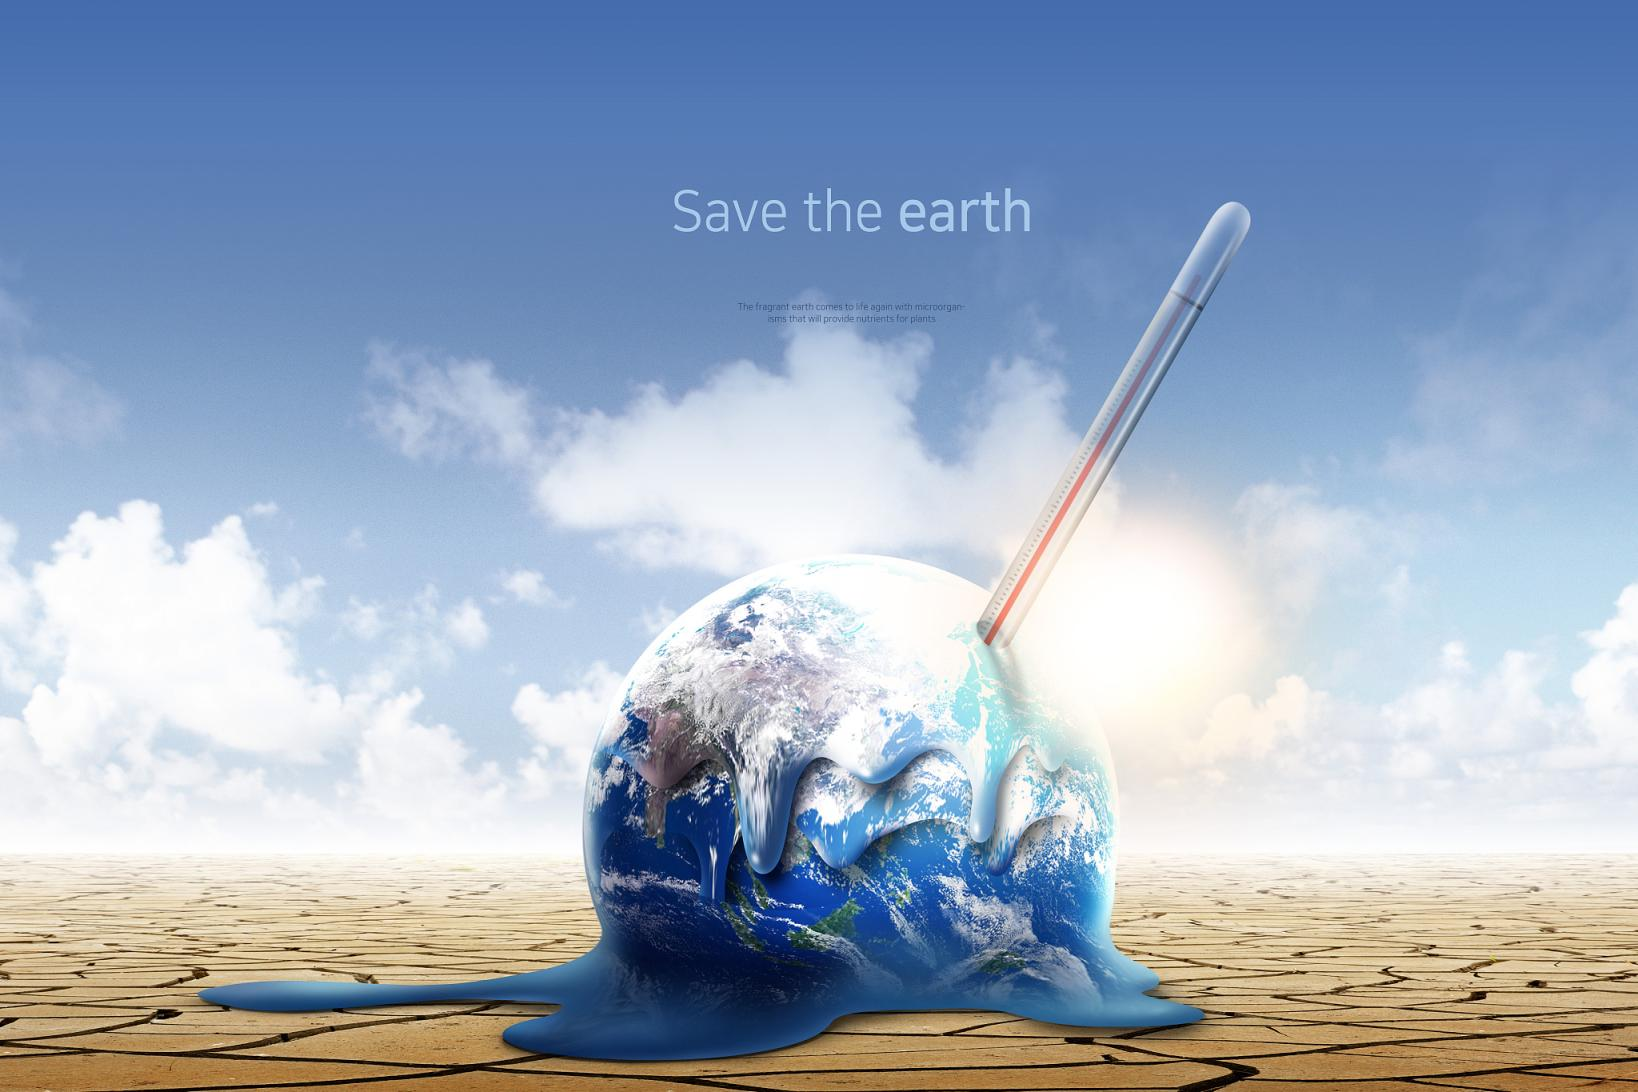 Save the earth
The fragrant earth comes to life again with microorgan-
isms that will provide nutrients for plants